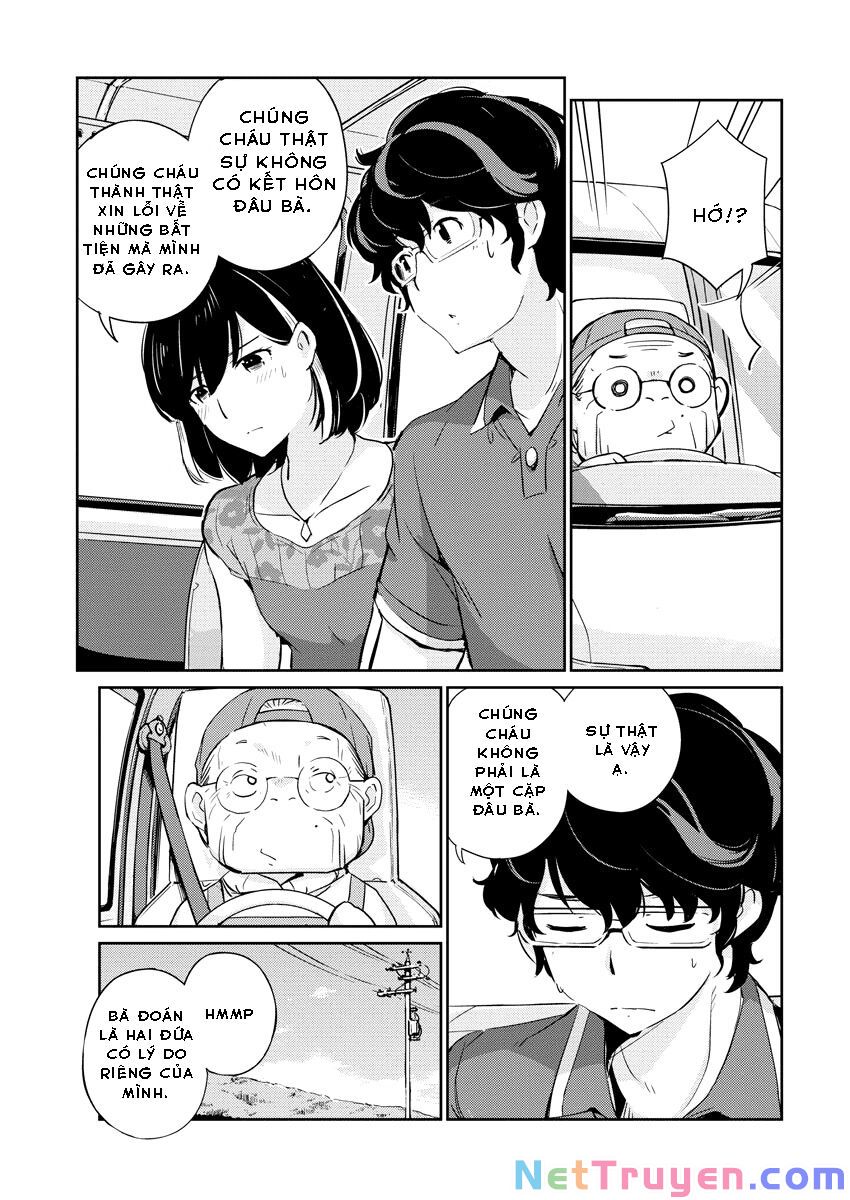 HỚ!?
CHÚNG
CHÁU THẬT
SỰ KHÔNG
CÓ KẾT HÔN
ĐÂU BÀ.
CHÚNG CHÁU
THÀNH THẬT
XIN LỖI VỀ
NHỮNG BẤT
TIỆN MÀ MÌNH
ĐÃ GÂY RA.
SỰ THẬT
LÀ VẬY
Ạ.
CHÚNG
CHÁU
KHÔNG
PHẢI LÀ
MỘT CẶP
ĐÂU BÀ.
HMMP
BÀ ĐOÁN
LÀ HAI ĐỨA
CÓ LÝ DO
RIÊNG CỦA
MÌNH.
NetTruyen.com